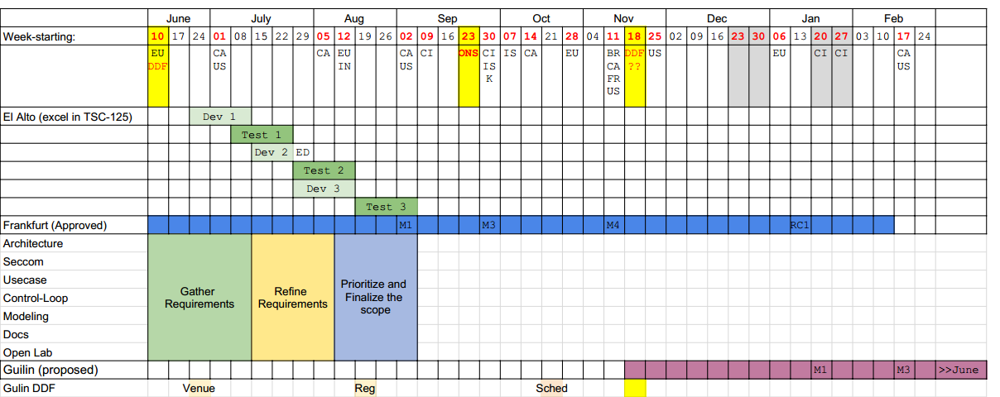 June July Aug Sep Oct Nov Dec Jan Feb
Week-starting: 10 17 24 01 08 15 22 29 05 12 19 26 02 09 16 23 30 07 14 21 28 04 11 18 25 02 09 16 23 30 06 13 20 27 03 10 17 24
EU CA CA EU CA CI ONS CI IS CA EU BR DDF US EU CI CI CA
DDF US IN US IS CA ?? US
K FR
US
El Alto (excel in TSC-125) Dev 1
Test 1
Dev 2 ED
Test 2
Dev 3
Test 3
Frankfurt (Approved) M1 M3 M4 RC1
Architecture
Seccom
Usecase
Control-Loop
Modeling
Docs
Open Lab
Gather
Requirements
Refine
Requirements
Prioritize and
Finalize the
scope
Guilin (proposed) M1 M3 >>June
Gulin DDF Venue Reg Sched